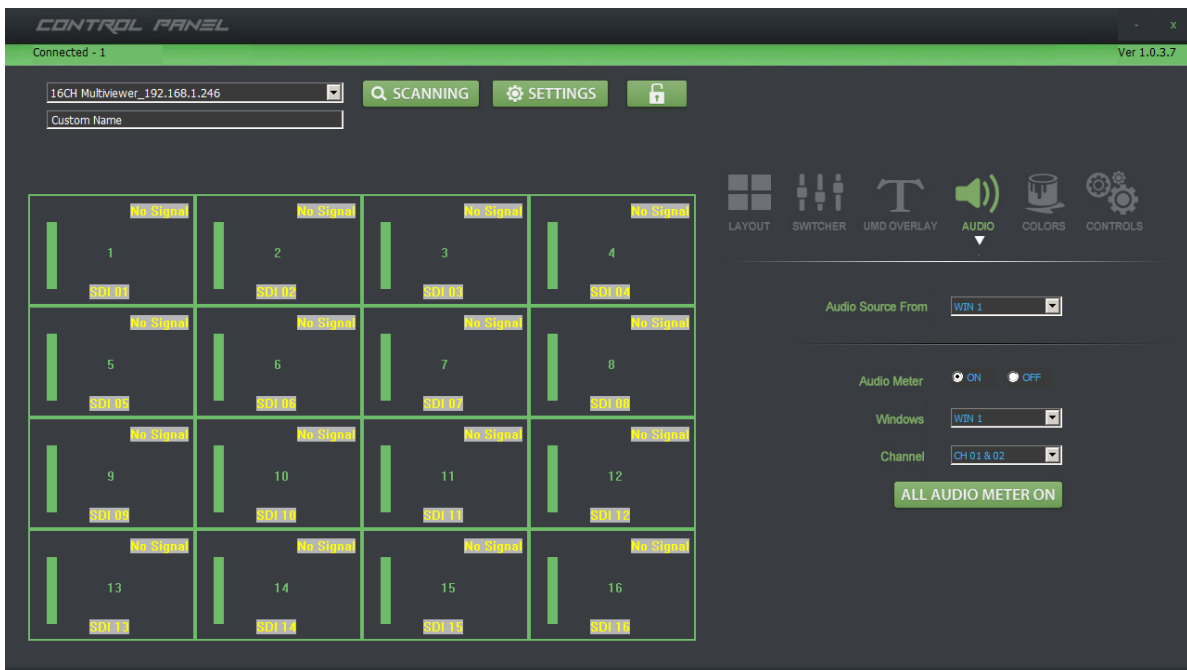 CONTROL PANEL
- x
Connected - 1 Ver 1.0.3.7
16CH Multiviewer_192.168.1.246 SCANNING SETTINGS
Custom Name
No Signal No Signal No Signal No Signal
1 2 3 4
SDI 01 SDI 02 SDI 03 SDI 04
No Signal No Signal No Signal No Signal
5 6 7 8
SDI 05 SDI 06 SDI 07 SDI 08
No Signal No Signal No Signal No Signal
9 10 11 12
SDI 09 SDI 10 SDI 11 SDI 12
No Signal No Signal No Signal No Signal
13 14 15 16
SDI 13 SDI 14 SDI 15 SDI 16
LAYOUT SWITCHER UMD OVERLAY AUDIO COLORS CONTROLS
Audio Source From WIN 1
Audio Meter ON OFF
Windows WIN 1
Channel CH 01 & 02
ALL AUDIO METER ON